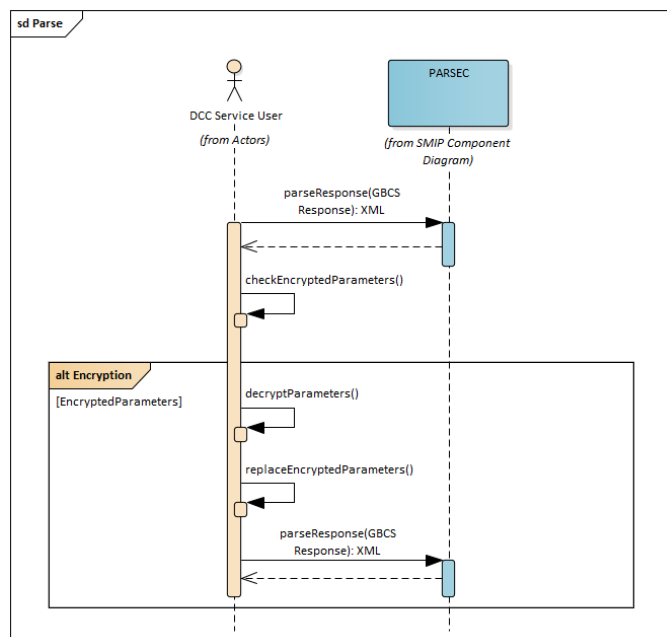 sd Parse
PARSEC
DCC Service User
(from Actors)
(from SMIP Component
Diagram)
parseResponse(GBCS
Response): XML
checkEncryptedParameters()
alt Encryption
[EncryptedParameters]
decryptParameters()
replaceEncryptedParameters()
parseResponse(GBCS
Response): XML